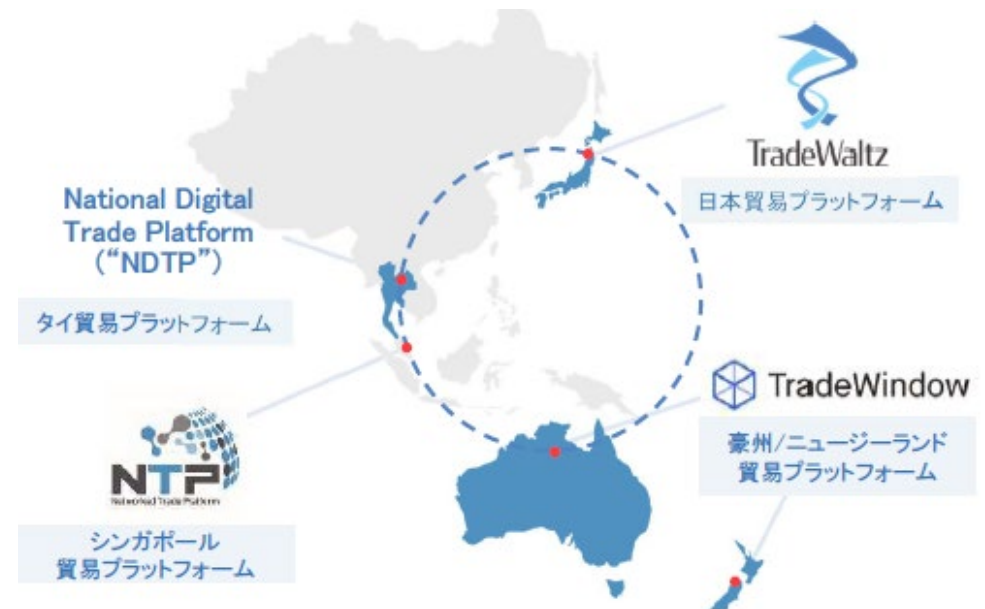 TradeWaltz
日本貿易プラットフォーム
National Digital
Trade Platform
(“NDTP”)
タイ貿易プラットフォーム
TradeWindow
豪州/ニュージーランド
貿易プラットフォーム
NTP
Networked Trade Platform
シンガポール
貿易プラットフォーム